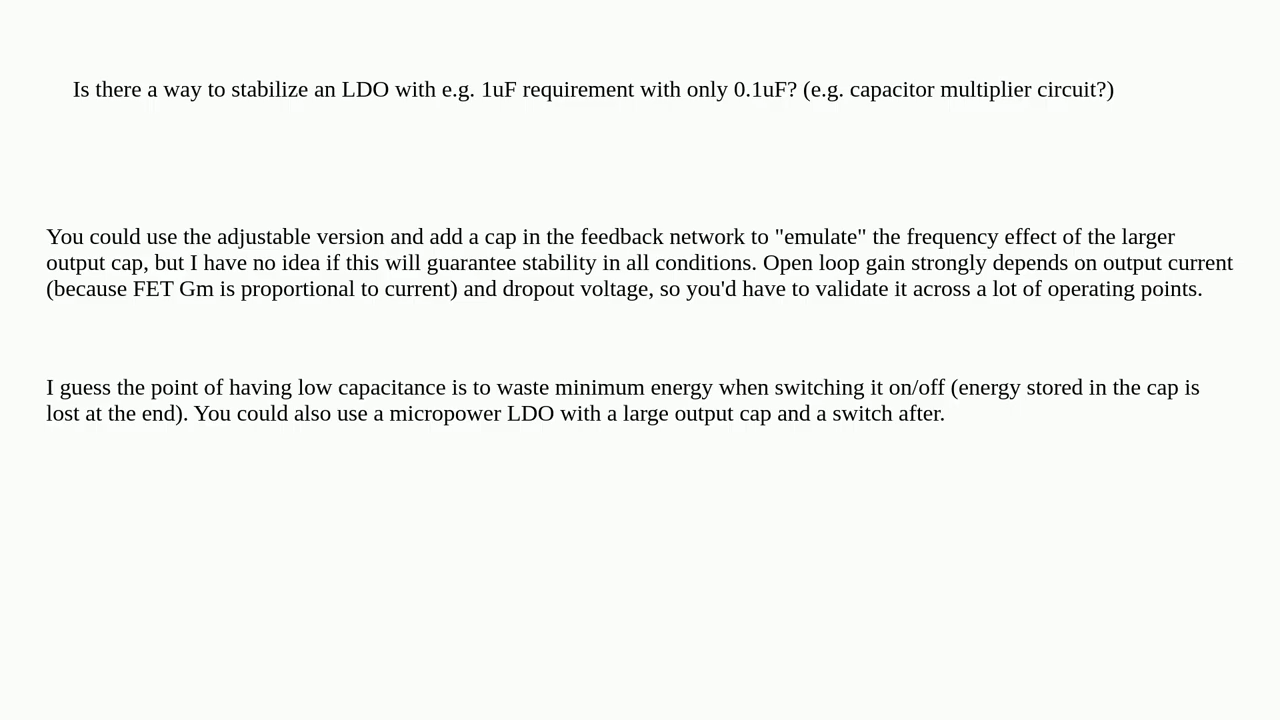 Is there a way to stabilize an LDO with e.g. 1uF requirement with only 0.1uF? (e.g. capacitor multiplier circuit?)
You could use the adjustable version and add a cap in the feedback network to "emulate" the frequency effect of the larger
output cap, but I have no idea if this will guarantee stability in all conditions. Open loop gain strongly depends on output current
(because FET Gm is proportional to current) and dropout voltage, so you'd have to validate it across a lot of operating points.
I guess the point of having low capacitance is to waste minimum energy when switching it on/off (energy stored in the cap is
lost at the end). You could also use a micropower LDO with a large output cap and a switch after.